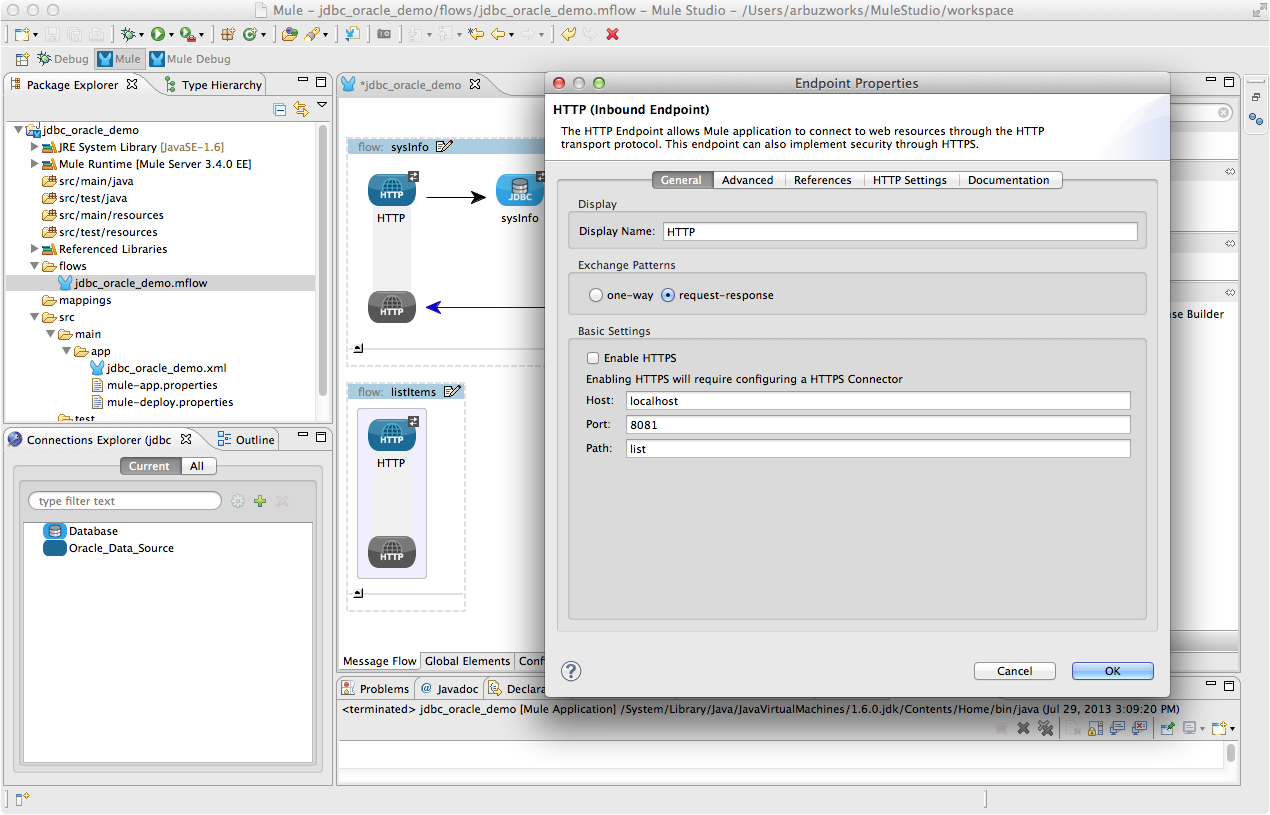 Mule – jdbc_oracle_demo/flows/jdbc_oracle_demo.mflow – Mule Studio – /Users/arbuzworks/MuleStudio/workspace
Debug Mule Mule Debug
Package Explorer
Type Hierarchy
jdbc_oracle_demo
JRE System Library [JavaSE-1.6]
Mule Runtime [Mule Server 3.4.0 EE]
src/main/java
src/test/java
src/main/resources
src/test/resources
Referenced Libraries
flows
jdbc_oracle_demo.mflow
mappings
src
main
app
jdbc_oracle_demo.xml
mule-app.properties
mule-deploy.properties
test
Connections Explorer (jdbc
Outline
Current All
type filter text
Database
Oracle_Data_Source
*jdbc_oracle_demo
flow: sysInfo
HTTP
JDBC
HTTP
sysInfo
HTTP
flow: listItems
HTTP
HTTP
HTTP
Message Flow Global Elements Conf
Endpoint Properties
HTTP (Inbound Endpoint)
The HTTP Endpoint allows Mule application to connect to web resources through the HTTP
transport protocol. This endpoint can also implement security through HTTPS.
General Advanced References HTTP Settings Documentation
Display
Display Name: HTTP
Exchange Patterns
one-way request-response
Basic Settings
Enable HTTPS
Enabling HTTPS will require configuring a HTTPS Connector
Host: localhost
Port: 8081
Path: list
?
Cancel OK
use Builder
Problems @ Javadoc Declara
<terminated> jdbc_oracle_demo [Mule Application] /System/Library/Java/JavaVirtualMachines/1.6.0.jdk/Contents/Home/bin/java (Jul 29, 2013 3:09:20 PM)